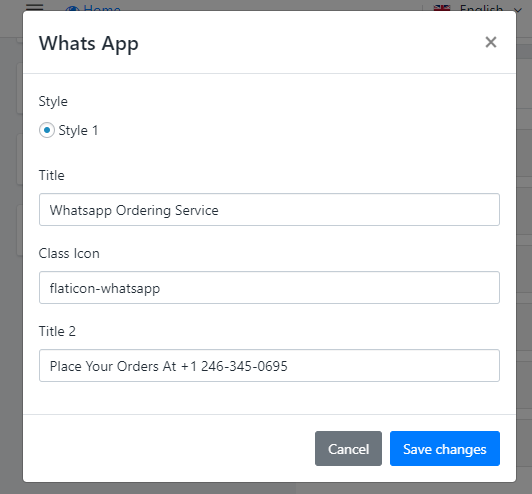 Home
English
Whats App
×
Style
Style 1
Title
Whatsapp Ordering Service
Class Icon
flaticon-whatsapp
Title 2
Place Your Orders At +1 246-345-0695
Cancel
Save changes